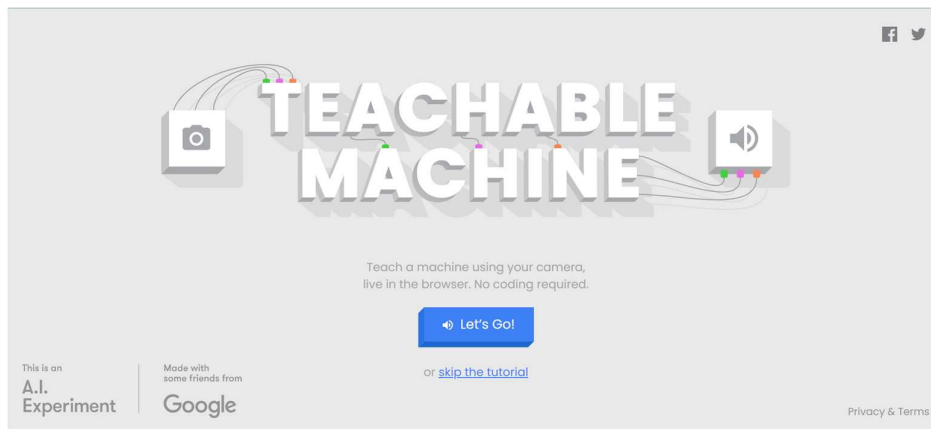 TEACHABLE
MACHINE
Teach a machine using your camera,
live in the browser. No coding required.
Let's Go!
or skip the tutorial
This is an
A.I.
Experiment
Made with
some friends from
Google
Privacy & Terms